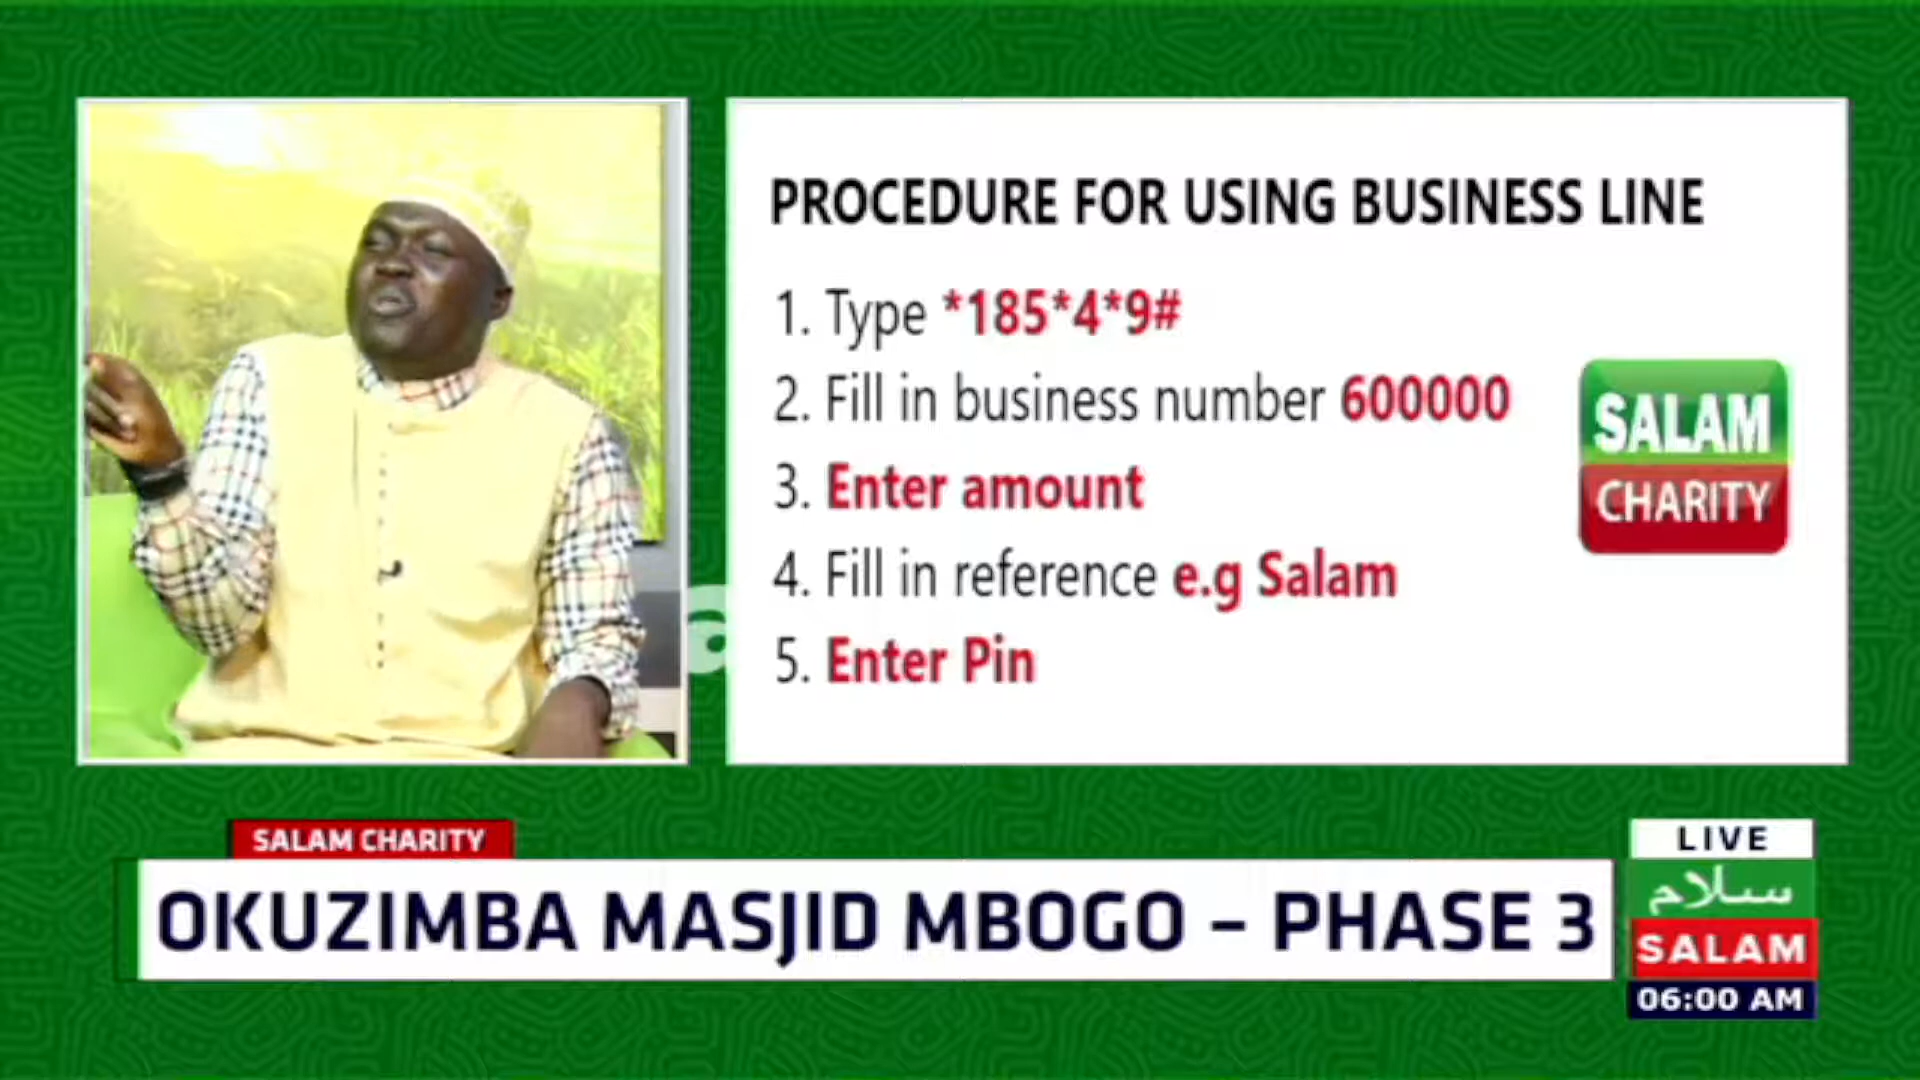 PROCEDURE FOR USING BUSINESS LINE
1. Type *185*4*9#
2. Fill in business number 600000
3. Enter amount
4. Fill in reference e.g Salam
5. Enter Pin
SALAM
CHARITY
SALAM CHARITY
OKUZIMBA MASJID MBOGO – PHASE 3
LIVE
سلام
SALAM
06:00 AM